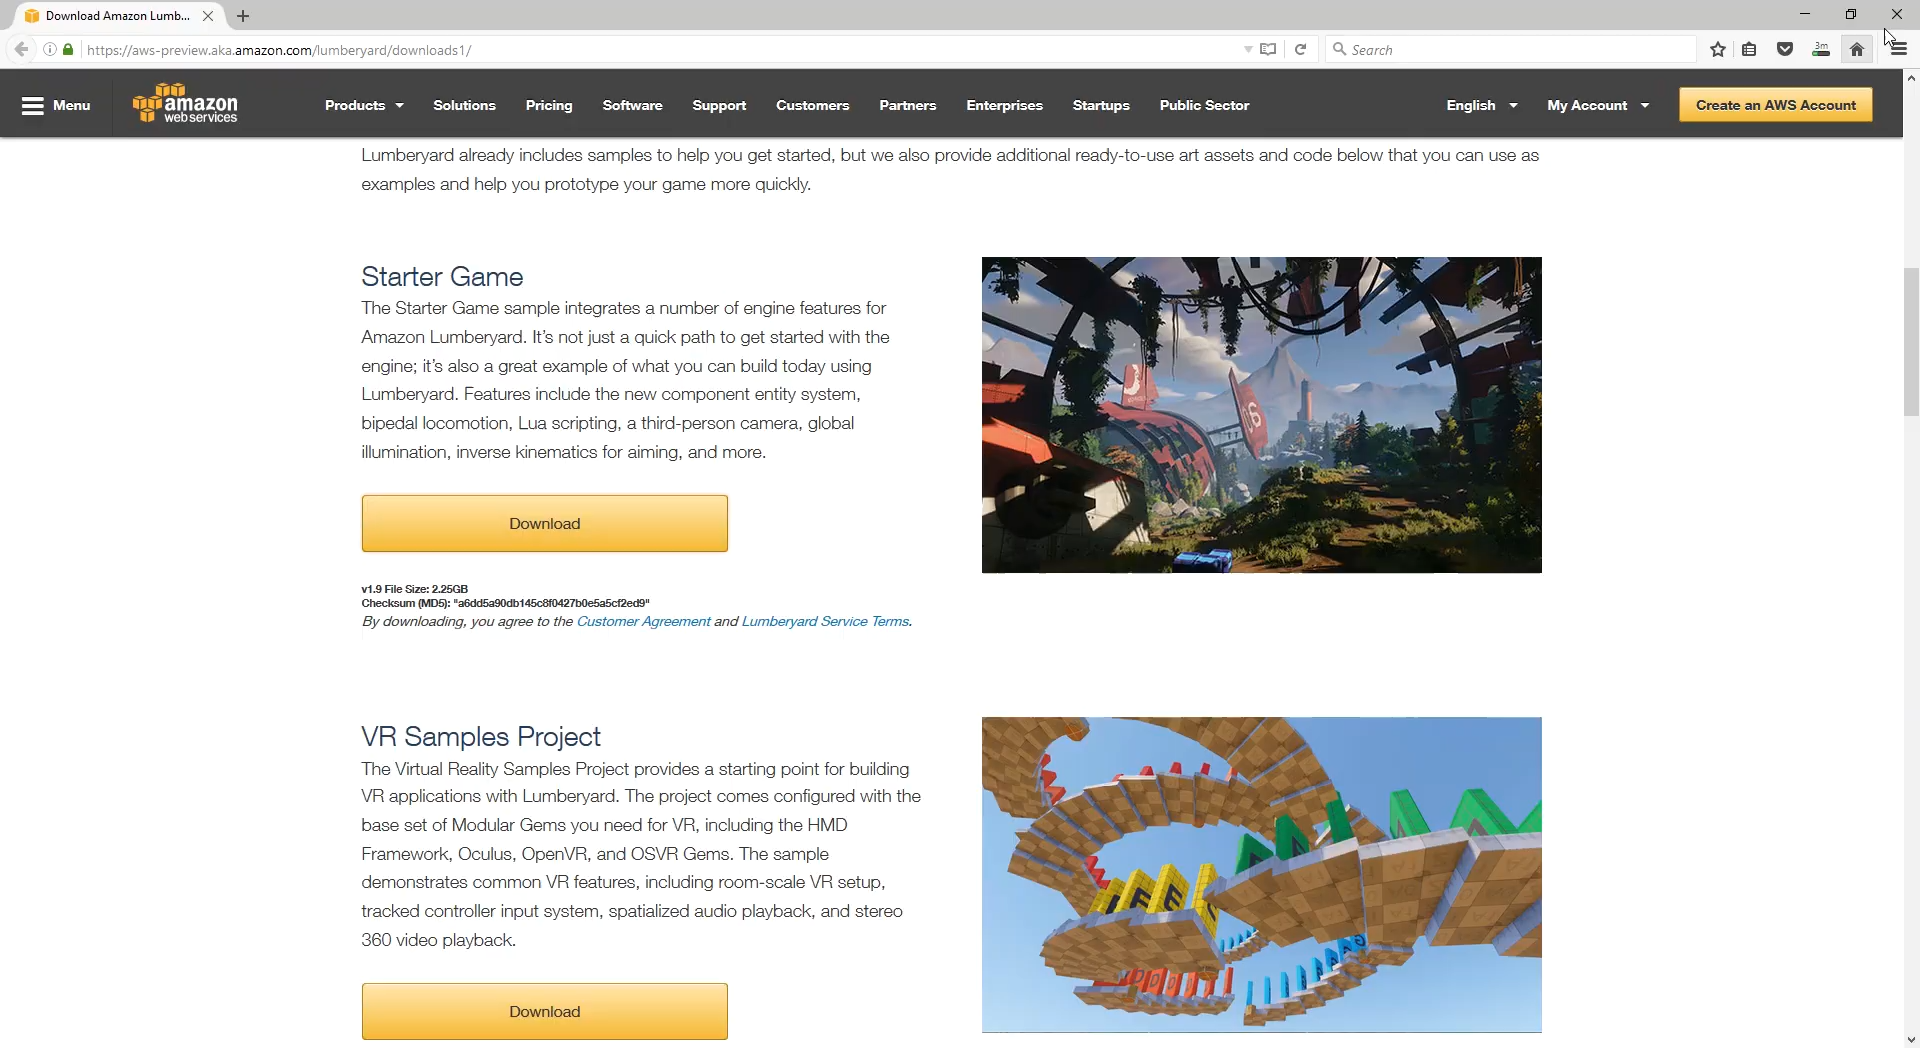 Download Amazon Lumb...
https://aws-preview.aka.amazon.com/lumberyard/downloads1/
Search
3m
Menu
amazon
web services
Products
Solutions
Pricing
Software
Support
Customers
Partners
Enterprises
Startups
Public Sector
English
My Account
Create an AWS Account
Lumberyard already includes samples to help you get started, but we also provide additional ready-to-use art assets and code below that you can use as
examples and help you prototype your game more quickly.
Starter Game
The Starter Game sample integrates a number of engine features for
Amazon Lumberyard. It's not just a quick path to get started with the
engine; it's also a great example of what you can build today using
Lumberyard. Features include the new component entity system,
bipedal locomotion, Lua scripting, a third-person camera, global
illumination, inverse kinematics for aiming, and more.
Download
v1.9 File Size: 2.25GB
Checksum (MD5): "a6dd5a90db145c8f0427b0e5a5cf2ed9"
By downloading, you agree to the Customer Agreement and Lumberyard Service Terms.
VR Samples Project
The Virtual Reality Samples Project provides a starting point for building
VR applications with Lumberyard. The project comes configured with the
base set of Modular Gems you need for VR, including the HMD
Framework, Oculus, OpenVR, and OSVR Gems. The sample
demonstrates common VR features, including room-scale VR setup,
tracked controller input system, spatialized audio playback, and stereo
360 video playback.
Download